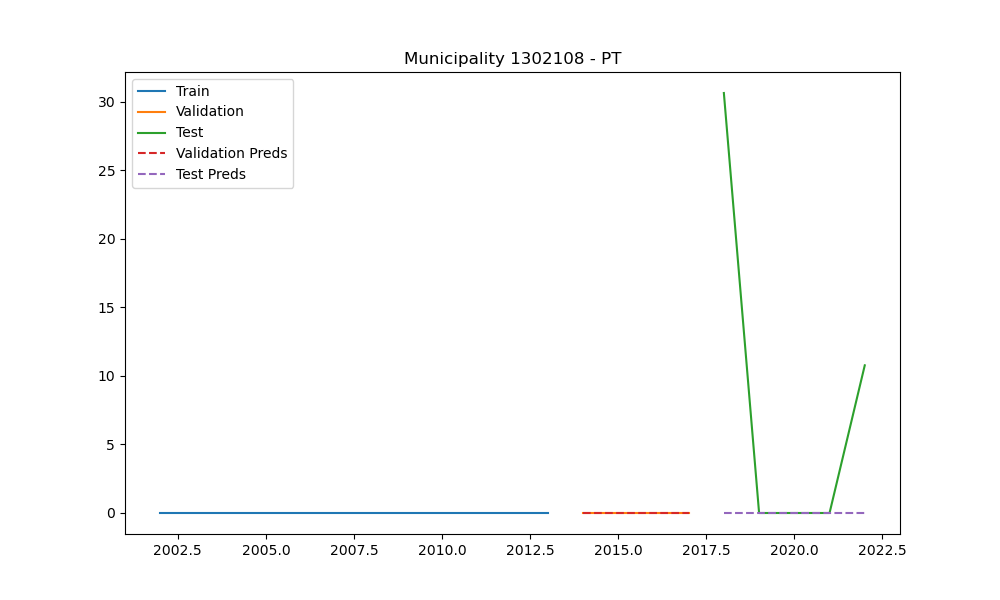 Municipality 1302108 - PT
Train
Validation
Test
Validation Preds
Test Preds
30
25
20
15
10
5
0
2002.5 2005.0 2007.5 2010.0 2012.5 2015.0 2017.5 2020.0 2022.5